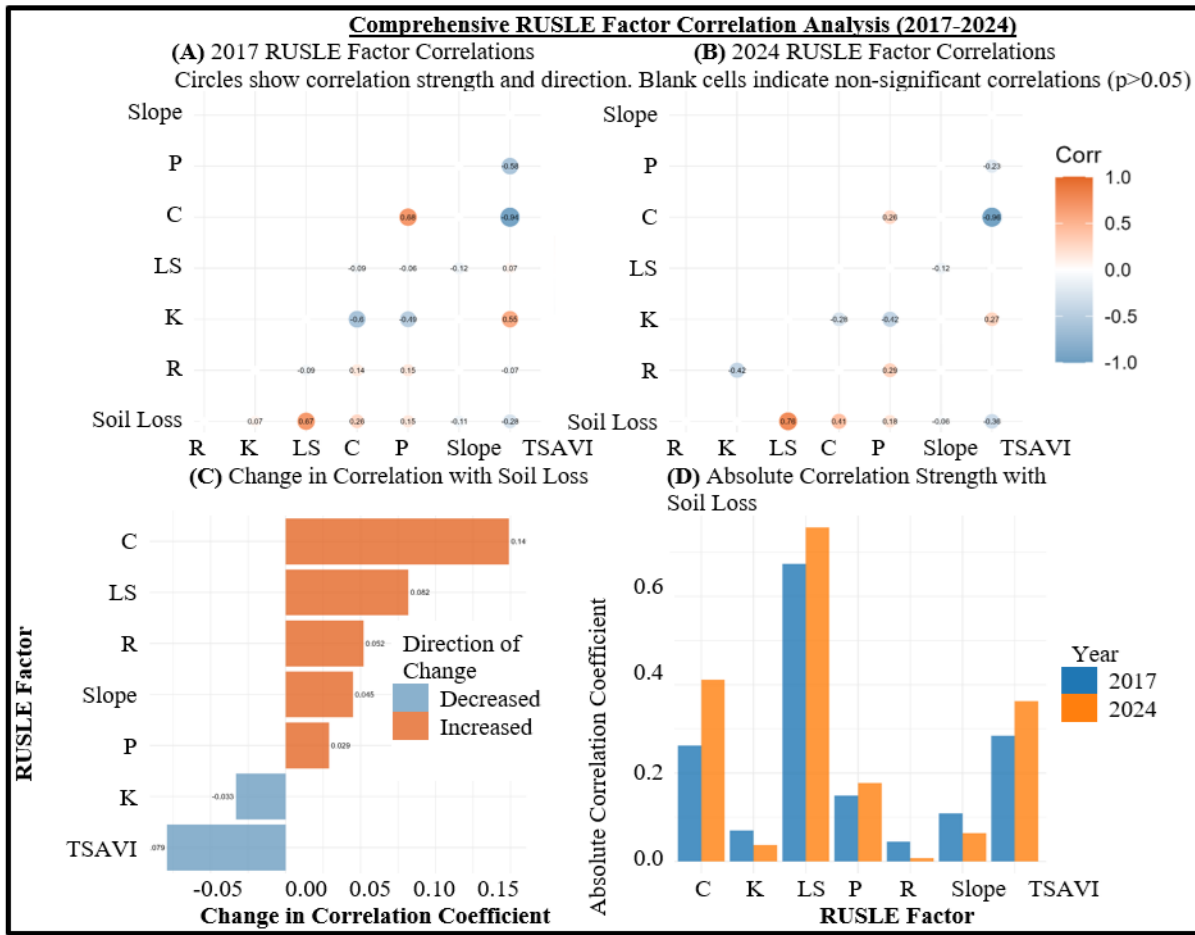 Comprehensive RUSLE Factor Correlation Analysis (2017-2024)
(A) 2017 RUSLE Factor Correlations
(B) 2024 RUSLE Factor Correlations
Circles show correlation strength and direction. Blank cells indicate non-significant correlations (p>0.05)
Slope
P -0.58 -0.23
C 0.68 -0.94 0.26 -0.96
LS -0.09 -0.06 -0.12 0.07 -0.12
K -0.6 -0.49 0.55 -0.28 -0.42 0.27
R -0.09 0.14 0.15 -0.07 -0.42 0.29
Soil Loss 0.07 0.67 0.26 0.15 -0.11 -0.28 0.76 0.41 0.18 -0.06 -0.36
R K LS C P Slope TSAVI
R K LS C P Slope TSAVI
Corr
1.0
0.5
0.0
-0.5
-1.0
(C) Change in Correlation with Soil Loss
RUSLE Factor
C 0.14
LS 0.082
R 0.052
Slope 0.045
P 0.029
K -0.033
TSAVI .079
-0.05 0.00 0.05 0.10 0.15
Change in Correlation Coefficient
Direction of
Change
Decreased
Increased
(D) Absolute Correlation Strength with
Soil Loss
Absolute Correlation Coefficient
0.6
0.4
0.2
0.0
C K LS P R Slope TSAVI
RUSLE Factor
Year
2017
2024